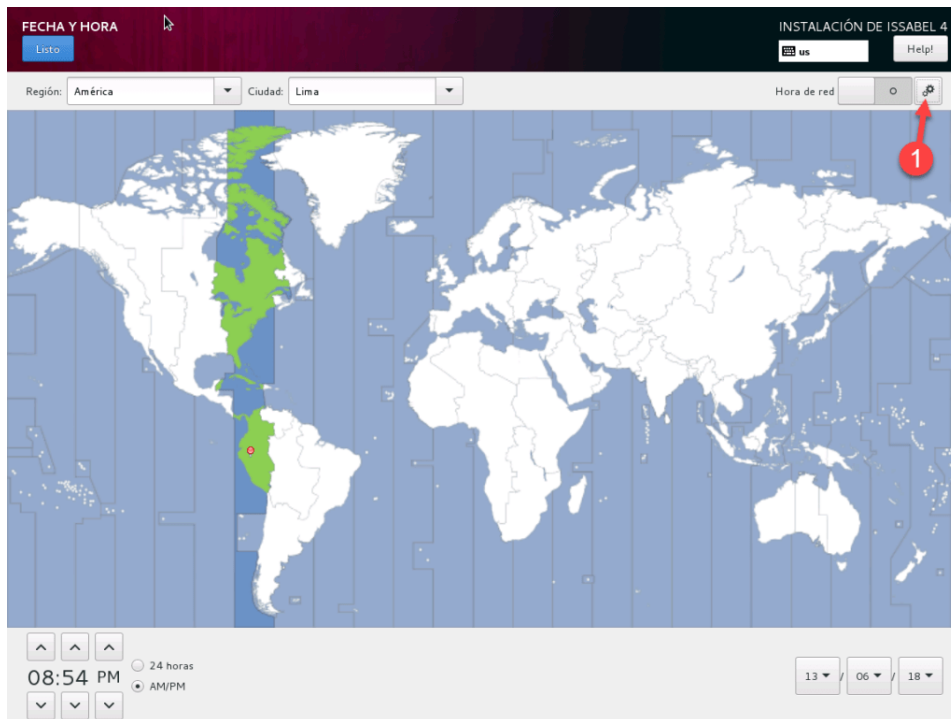 FECHA Y HORA
INSTALACIÓN DE ISSABEL 4
Listo
us
Help!
Región: América Ciudad: Lima Hora de red O
1
08:54 PM
24 horas
AM/PM
13 / 06 / 18